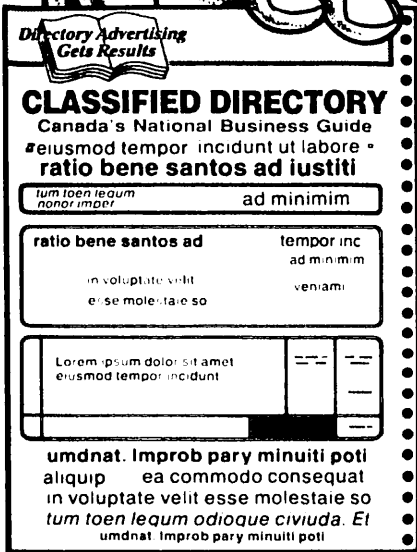 Directory Advertising
Gets Results
CLASSIFIED DIRECTORY
Canada's National Business Guide
eiusmod tempor incidunt ut labore
ratio bene santos ad iustiti
tum toen legum
nonor imper
ad minimim
ratio bene santos ad
tempor inc
ad minimim
in voluptate velit
veniami
esse molestaie so
Lorem ipsum dolor sit amet
eiusmod tempor incidunt
umdnat. Improb pary minuiti poti
aliquip ea commodo consequat
in voluptate velit esse molestaie so
tum toen legum odioque civiuda. Et
umdnat. Improb pary minuiti poti